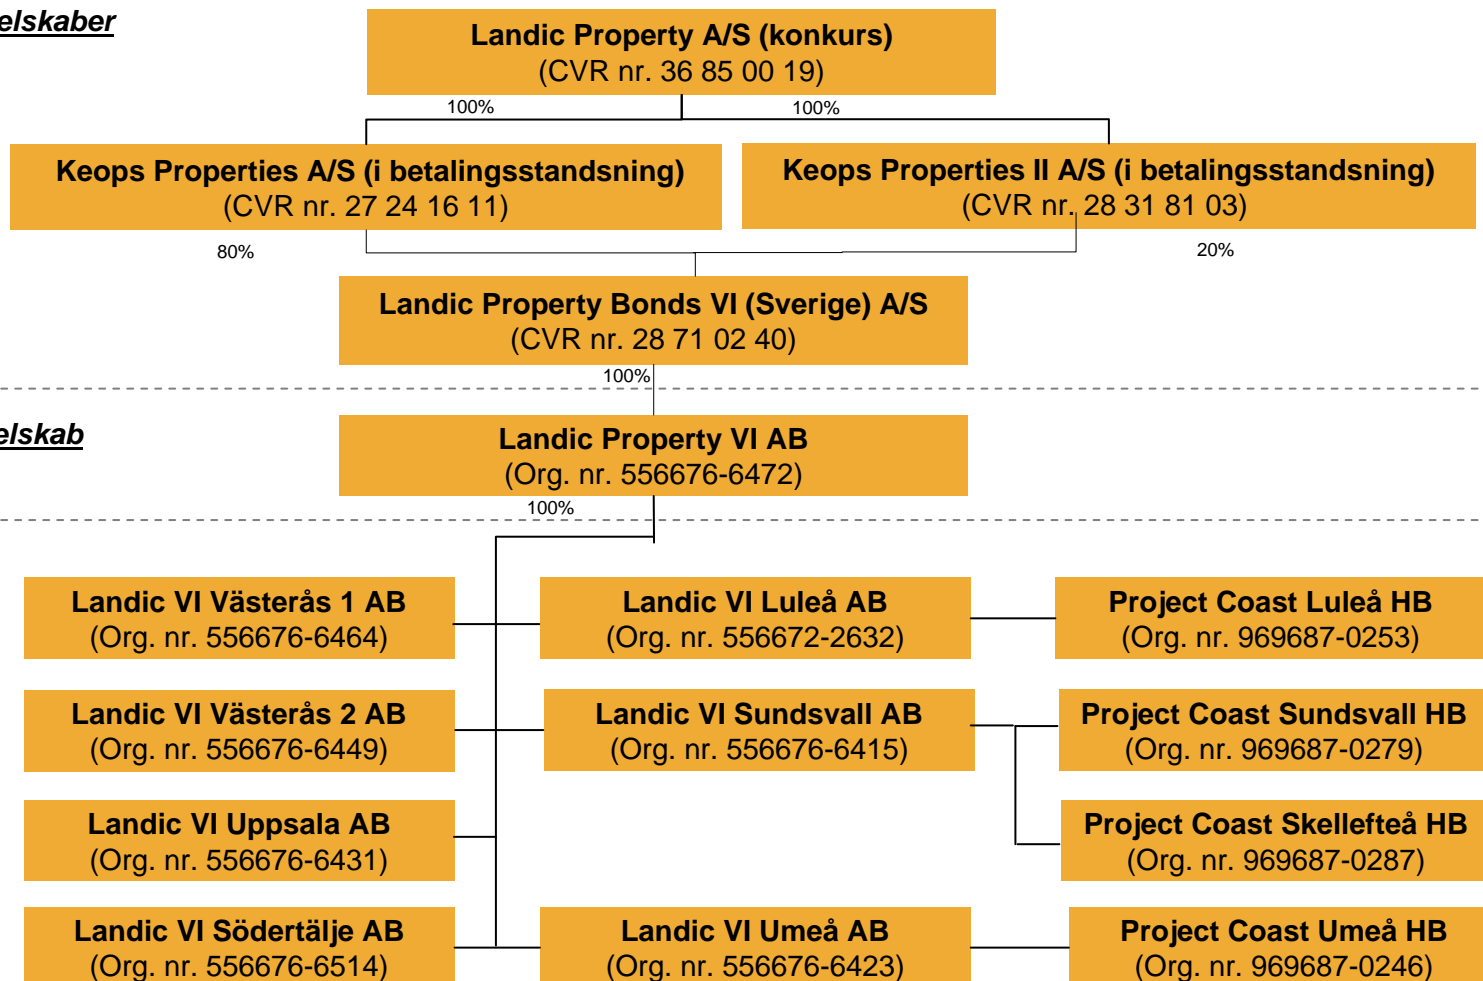 elskaber
Landic Property A/S (konkurs)
(CVR nr. 36 85 00 19)
100%
100%
Keops Properties A/S (i betalingsstandsning)
(CVR nr. 27 24 16 11)
Keops Properties II A/S (i betalingsstandsning)
(CVR nr. 28 31 81 03)
80%
20%
Landic Property Bonds VI (Sverige) A/S
(CVR nr. 28 71 02 40)
100%
elskab
Landic Property VI AB
(Org. nr. 556676-6472)
100%
Landic VI Västerås 1 AB
(Org. nr. 556676-6464)
Landic VI Luleå AB
(Org. nr. 556672-2632)
Project Coast Luleå HB
(Org. nr. 969687-0253)
Landic VI Västerås 2 AB
(Org. nr. 556676-6449)
Landic VI Sundsvall AB
(Org. nr. 556676-6415)
Project Coast Sundsvall HB
(Org. nr. 969687-0279)
Landic VI Uppsala AB
(Org. nr. 556676-6431)
Project Coast Skellefteå HB
(Org. nr. 969687-0287)
Landic VI Södertälje AB
(Org. nr. 556676-6514)
Landic VI Umeå AB
(Org. nr. 556676-6423)
Project Coast Umeå HB
(Org. nr. 969687-0246)